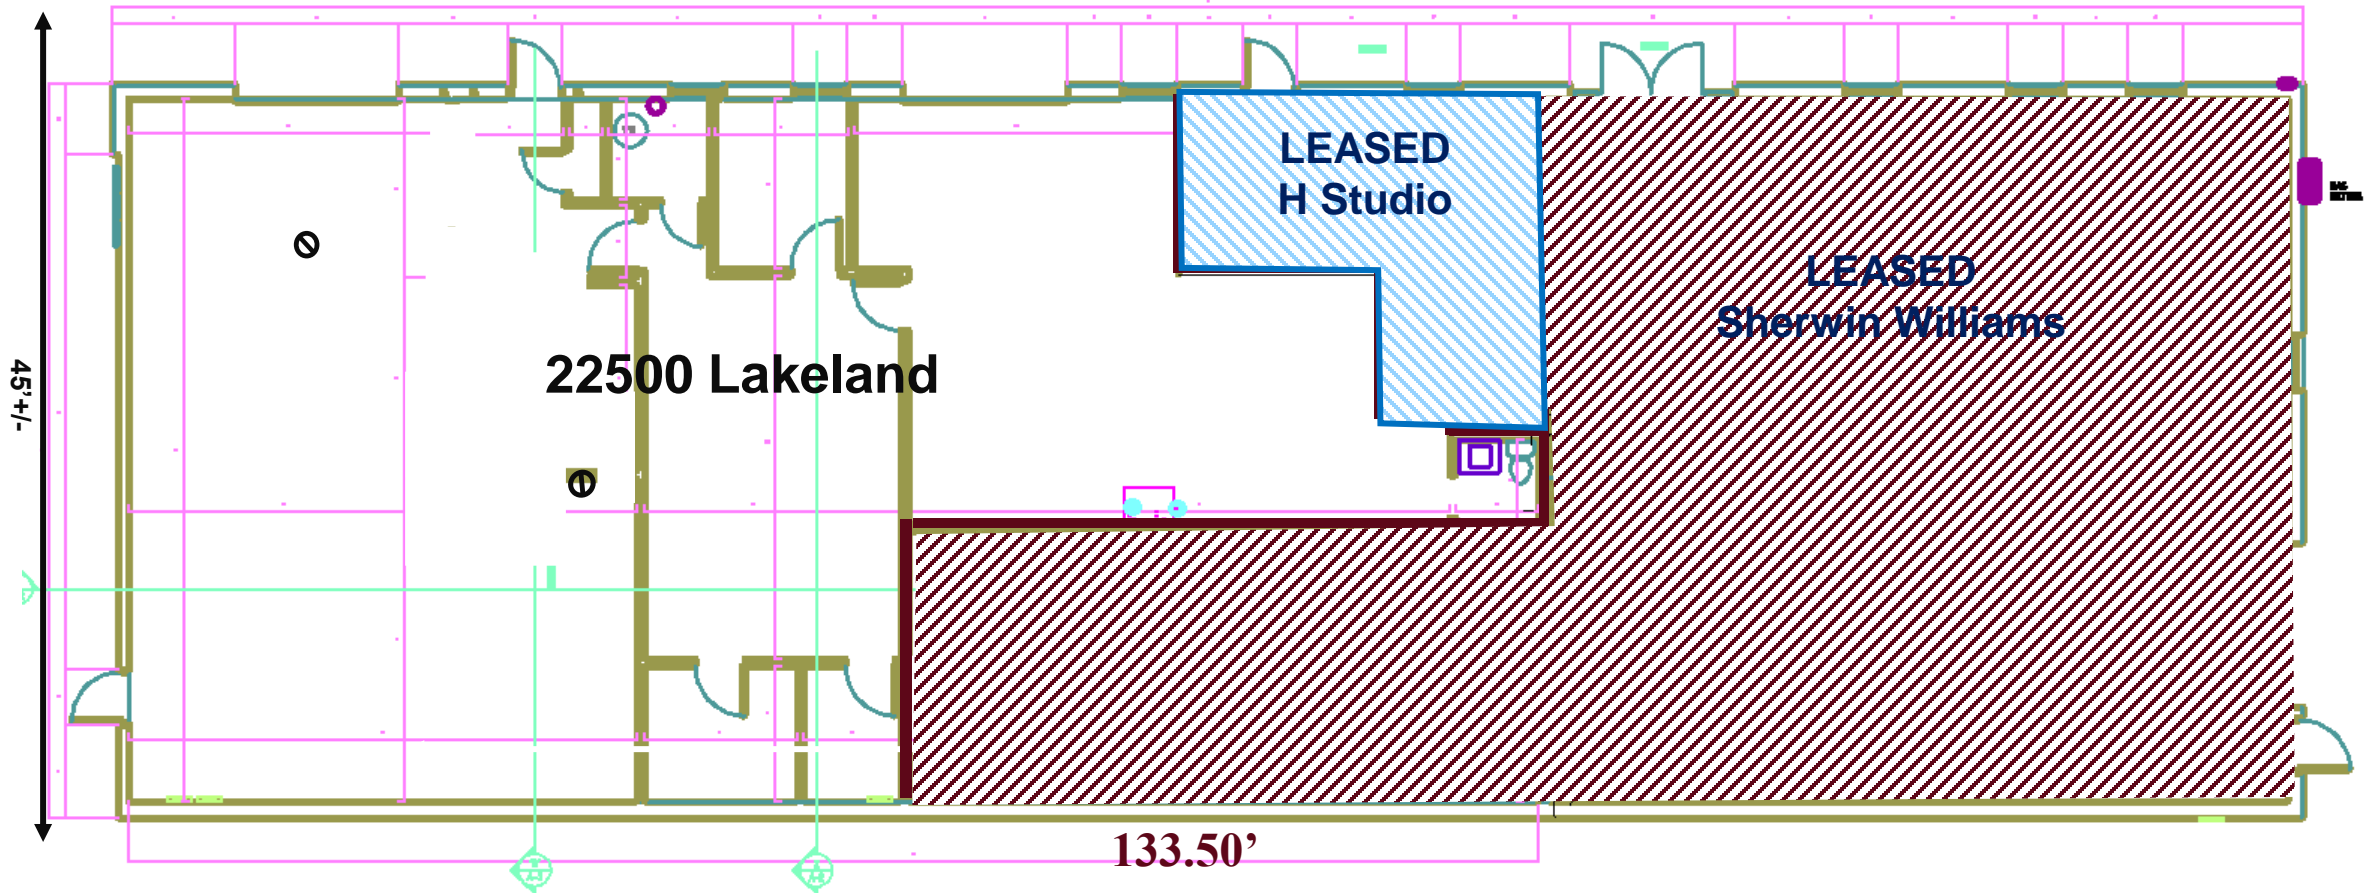 LEASED
H Studio
LEASED
Sherwin Williams
22500 Lakeland
45'+/-
133.50’